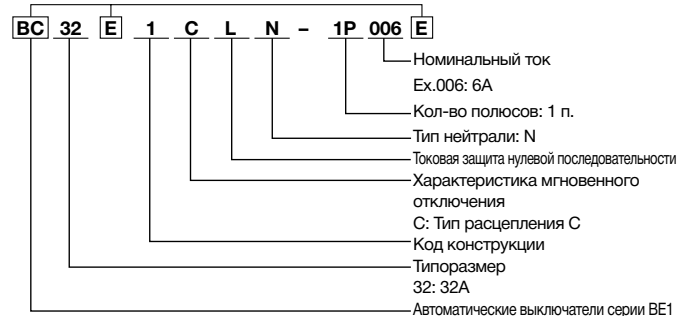 BC 32 E 1 C L N – 1P 006 E
Номинальный ток
Ex.006: 6A
Кол-во полюсов: 1 п.
Тип нейтрали: N
Токовая защита нулевой последовательности
Характеристика мгновенного
отключения
С: Тип расцепления С
Код конструкции
Типоразмер
32: 32A
Автоматические выключатели серии BE1